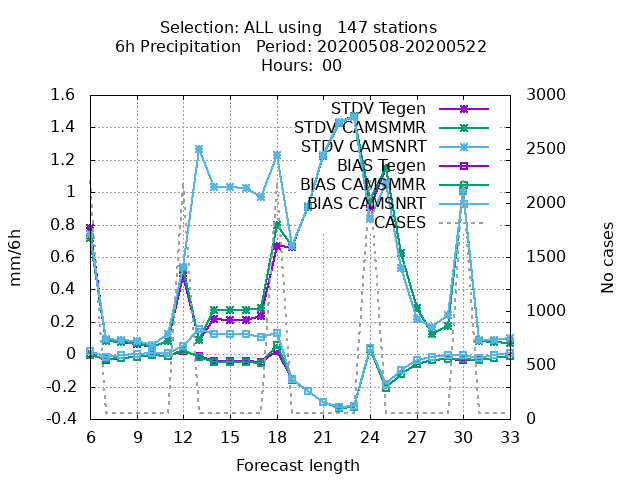 Selection: ALL using 147 stations
6h Precipitation Period: 20200508-20200522
Hours: 00
1.6
1.4
1.2
1
0.8
0.6
0.4
0.2
0
-0.2
-0.4
mm/6h
STDV Tegen
STDV CAMSMMR
STDV CAMSNRT
BIAS Tegen
BIAS CAMSMMR
BIAS CAMSNRT
CASES
3000
2500
2000
1500
1000
500
0
No cases
6 9 12 15 18 21 24 27 30 33
Forecast length